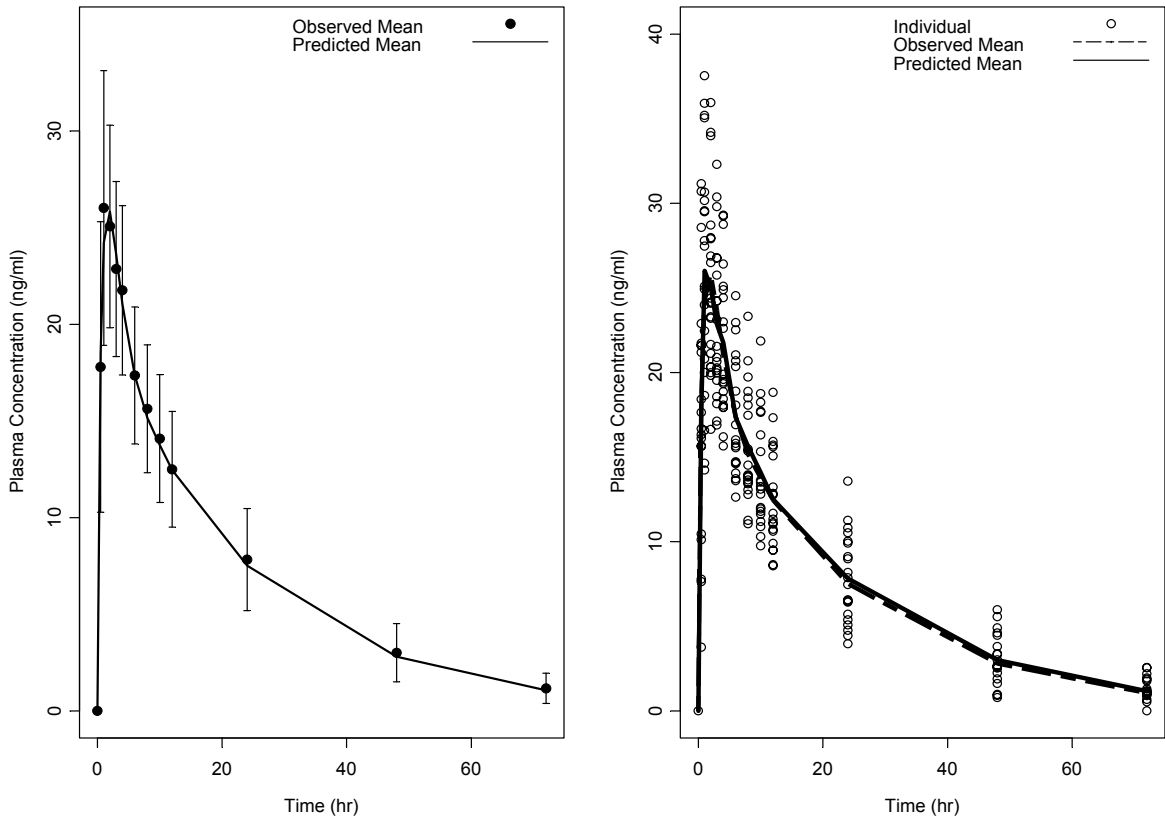 Observed Mean
Predicted Mean
30
20
10
0
Plasma Concentration (ng/ml)
0
20
40
60
Time (hr)
Individual
Observed Mean
Predicted Mean
40
30
20
10
0
Plasma Concentration (ng/ml)
0
20
40
60
Time (hr)